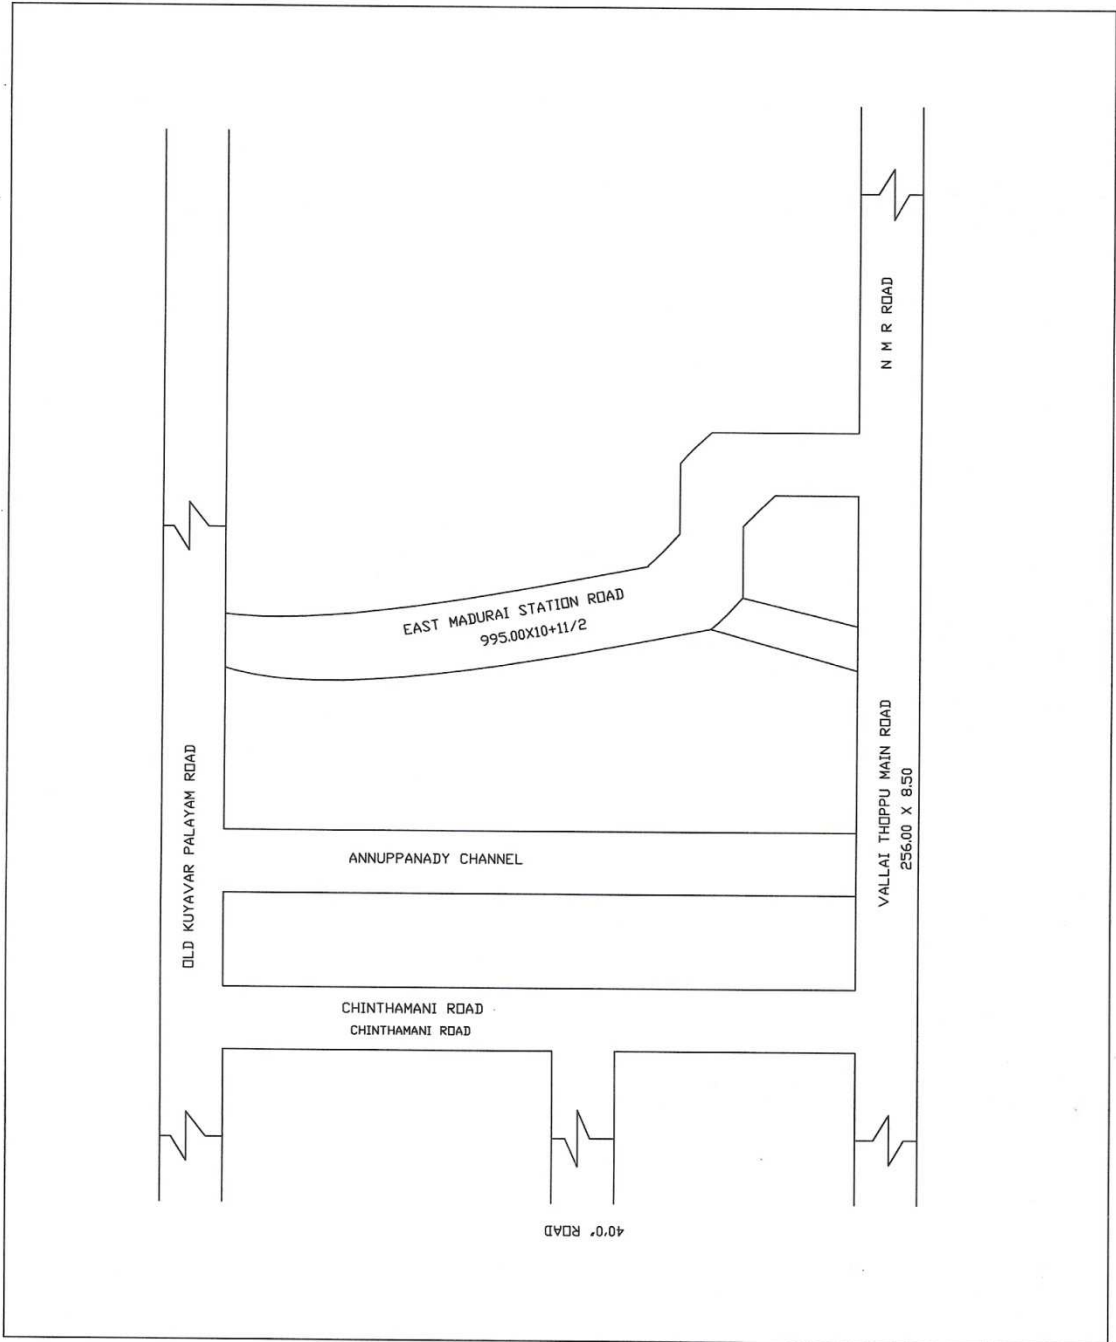 N M R ROAD
EAST MADURAI STATION ROAD
995.00X10+11/2
OLD KUYAVAR PALAYAM ROAD
VALLAI THOPPU MAIN ROAD
256.00 X 8.50
ANNUPPANADY CHANNEL
CHINTHAMANI ROAD
CHINTHAMANI ROAD
40'0" ROAD